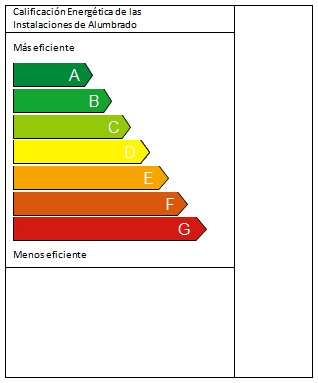 Calificación Energética de las
Instalaciones de Alumbrado
Más eficiente
A
B
C
D
E
F
G
Menos eficiente